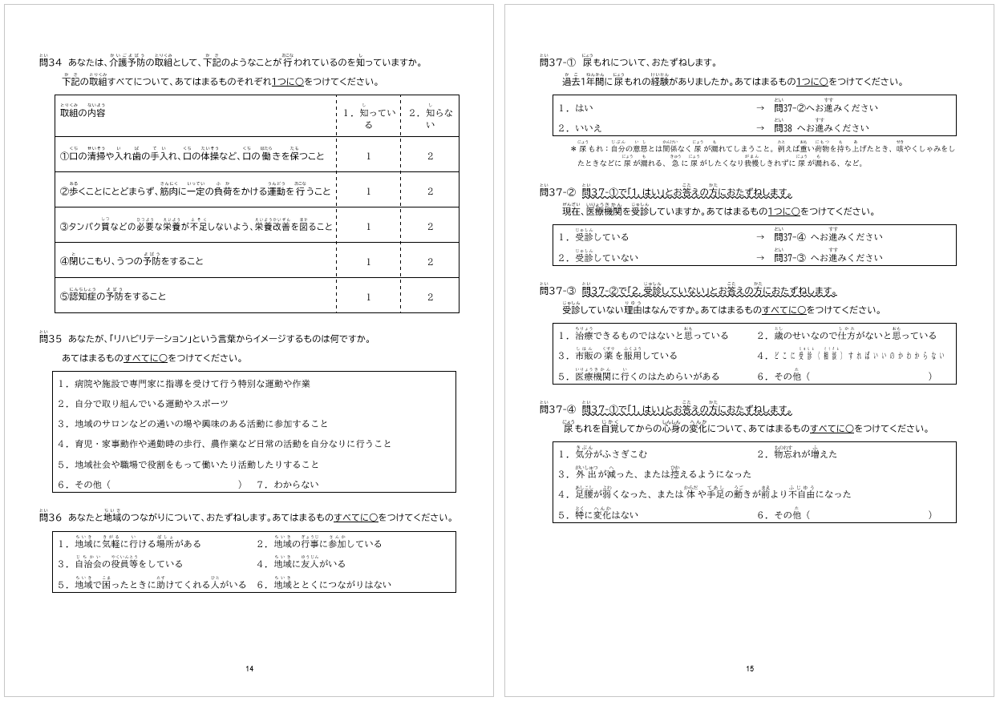 問34 あなたは、介護予防の取組として、下記のようなことが行われているのを知っていますか。
下記の取組すべてについて、あてはまるものそれぞれ1つに○をつけてください。
取組の内容 1．知っている 2．知らない
①口の清掃や入れ歯の手入れ、口の体操など、口の働きを保つこと 1 2
②歩くことにとどまらず、筋肉に一定の負荷をかける運動を行うこと 1 2
③タンパク質などの必要な栄養が不足しないよう、栄養改善を図ること 1 2
④閉じこもり、うつの予防をすること 1 2
⑤認知症の予防をすること 1 2
問35 あなたが、「リハビリテーション」という言葉からイメージするものは何ですか。
あてはまるものすべてに○をつけてください。
1．病院や施設で専門家に指導を受けて行う特別な運動や作業
2．自分で取り組んでいる運動やスポーツ
3．地域のサロンなどの通いの場や興味のある活動に参加すること
4．育児・家事動作や通勤時の歩行、農作業など日常の活動を自分なりに行うこと
5．地域社会や職場で役割をもって働いたり活動したりすること
6．その他（ ） 7．わからない
問36 あなたと地域のつながりについて、おたずねします。あてはまるものすべてに○をつけてください。
1．地域に気軽に行ける場所がある 2．地域の行事に参加している
3．自治会の役員等をしている 4．地域に友人がいる
5．地域で困ったときに助けてくれる人がいる 6．地域ととくにつながりはない
14
問37-① 尿もれについて、おたずねします。
過去1年間に尿もれの経験がありましたか。あてはまるもの1つに○をつけてください。
1．はい → 問37-②へお進みください
2．いいえ → 問38 へお進みください
＊尿もれ：自分の意思とは関係なく尿が漏れてしまうこと。例えば重い荷物を持ち上げたとき、咳やくしゃみをし
たときなどに尿が漏れる、急に尿がしたくなり我慢しきれずに尿が漏れる、など。
問37-② 問37-①で「1．はい」とお答えの方におたずねします。
現在、医療機関を受診していますか。あてはまるもの1つに○をつけてください。
1．受診している → 問37-④ へお進みください
2．受診していない → 問37-③ へお進みください
問37-③ 問37-②で「2．受診していない」とお答えの方におたずねします。
受診していない理由はなんですか。あてはまるものすべてに○をつけてください。
1．治療できるものではないと思っている 2．歳のせいなので仕方がないと思っている
3．市販の薬を服用している 4．どこに受診（相談）すればいいのかわからない
5．医療機関に行くのはためらいがある 6．その他（ ）
問37-④ 問37-①で「1．はい」とお答えの方におたずねします。
尿もれを自覚してからの心身の変化について、あてはまるものすべてに○をつけてください。
1．気分がふさぎこむ 2．物忘れが増えた
3．外出が減った、または控えるようになった
4．足腰が弱くなった、または体や手足の動きが前より不自由になった
5．特に変化はない 6．その他（ ）
15